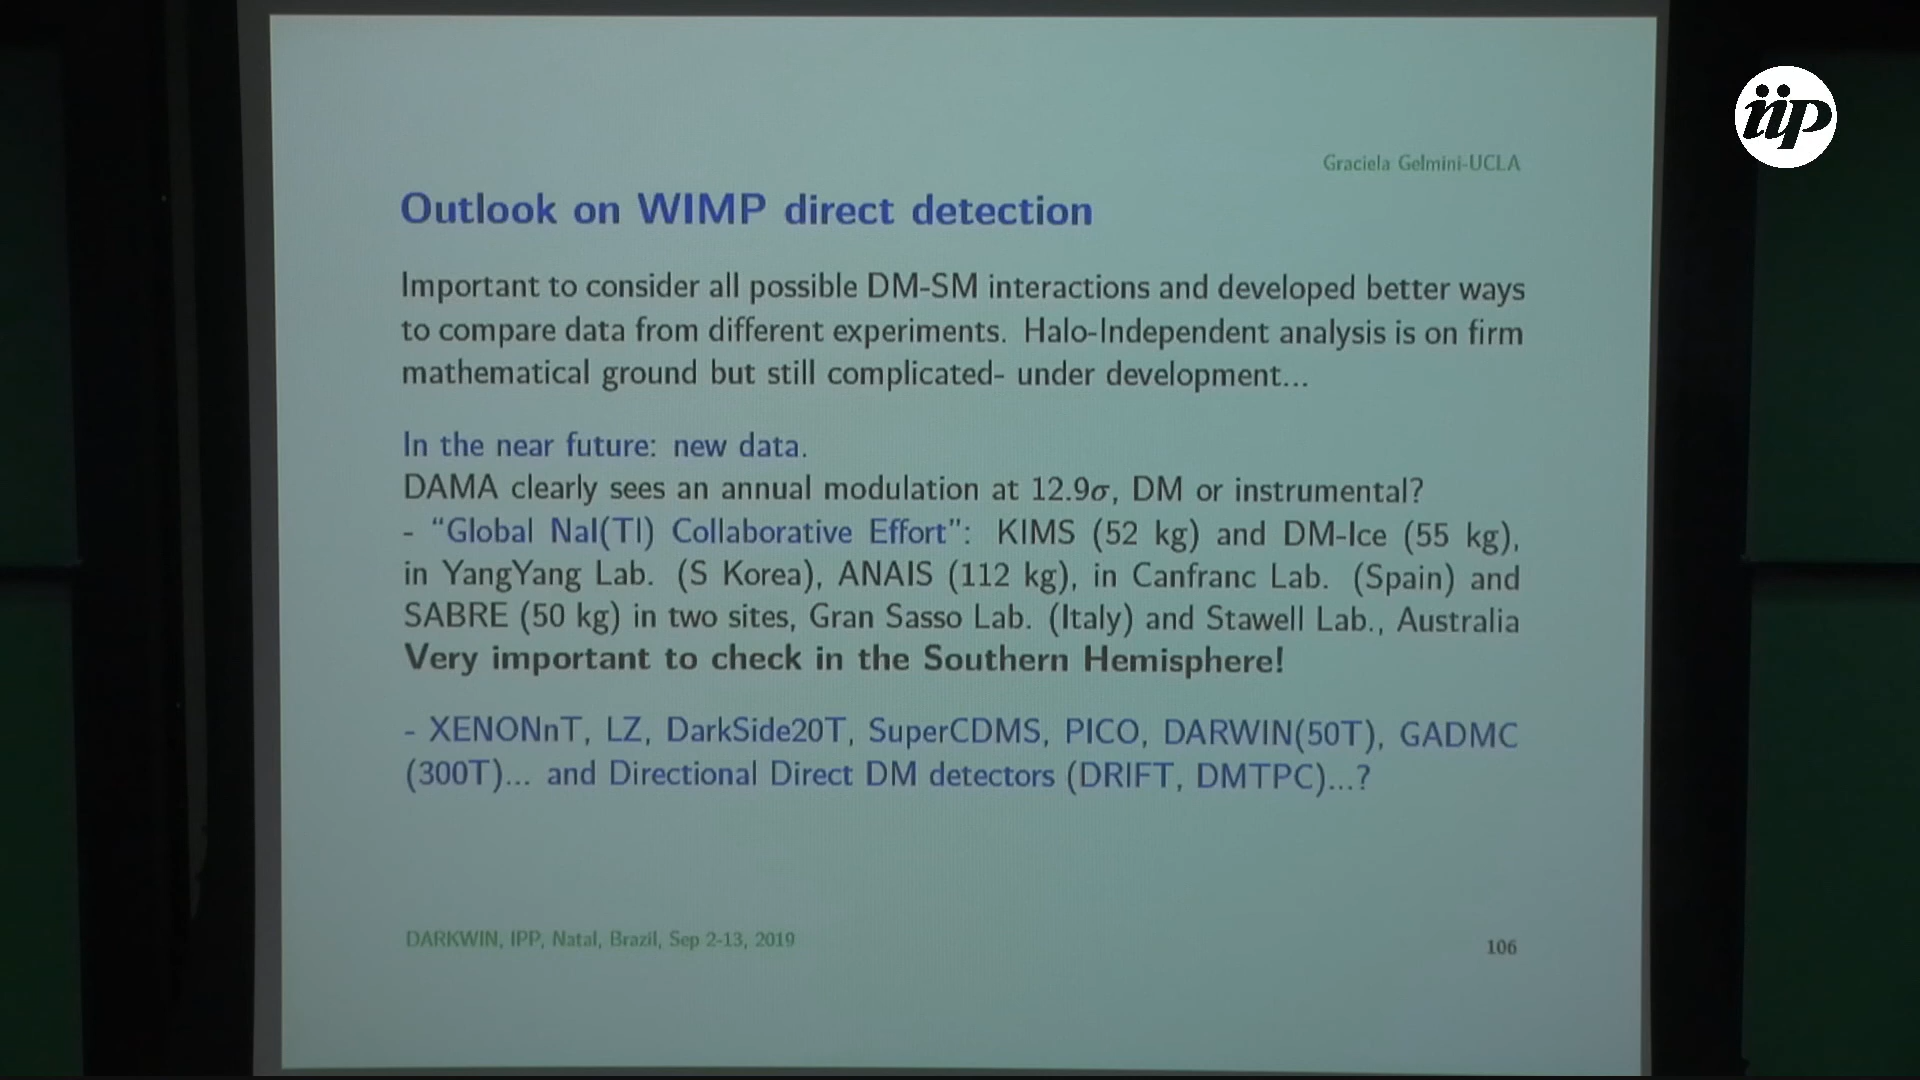 iip
Graciela Gelmini-UCLA
Outlook on WIMP direct detection
Important to consider all possible DM-SM interactions and developed better ways
to compare data from different experiments. Halo-Independent analysis is on firm
mathematical ground but still complicated- under development...
In the near future: new data.
DAMA clearly sees an annual modulation at 12.9σ, DM or instrumental?
- “Global NaI(Tl) Collaborative Effort”: KIMS (52 kg) and DM-Ice (55 kg),
in YangYang Lab. (S Korea), ANAIS (112 kg), in Canfranc Lab. (Spain) and
SABRE (50 kg) in two sites, Gran Sasso Lab. (Italy) and Stawell Lab., Australia
Very important to check in the Southern Hemisphere!
- XENONnT, LZ, DarkSide20T, SuperCDMS, PICO, DARWIN(50T), GADMC
(300T)... and Directional Direct DM detectors (DRIFT, DMTPC)...?
DARKWIN, IPP, Natal, Brazil, Sep 2-13, 2019
106